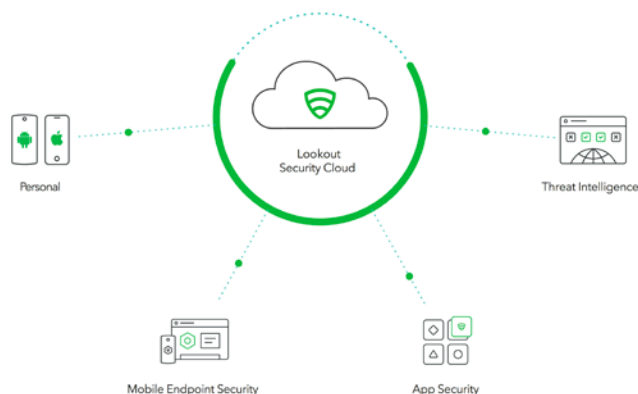 Lookout
Security Cloud
Personal
Threat Intelligence
Mobile Endpoint Security
App Security